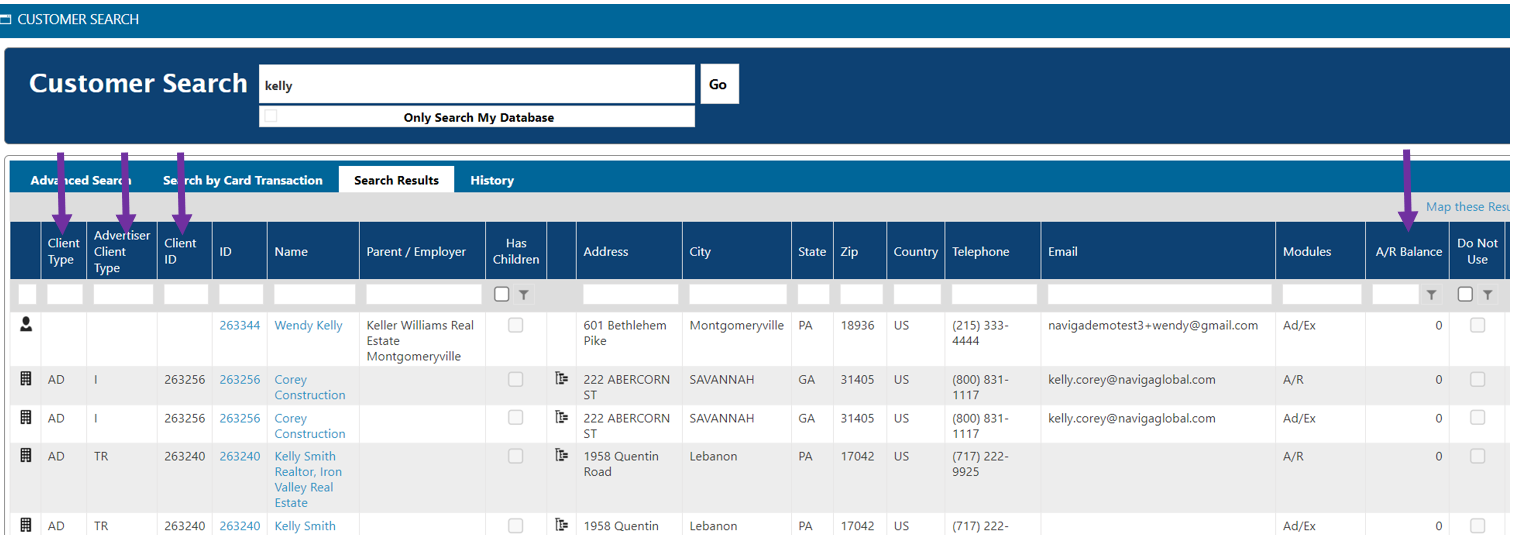 CUSTOMER SEARCH
Customer Search
kelly
Go
Only Search My Database
Advanced Search Search by Card Transaction Search Results History
Map these Resu
Client Type Advertiser Client Type Client ID ID Name Parent / Employer Has Children Address City State Zip Country Telephone Email Modules A/R Balance Do Not Use
263344 Wendy Kelly Keller Williams Real Estate Montgomeryville 601 Bethlehem Pike Montgomeryville PA 18936 US (215) 333-4444 navigademotest3+wendy@gmail.com Ad/Ex 0
AD I 263256 263256 Corey Construction 222 ABERCORN ST SAVANNAH GA 31405 US (800) 831-1117 kelly.corey@navigaglobal.com A/R 0
AD I 263256 263256 Corey Construction 222 ABERCORN ST SAVANNAH GA 31405 US (800) 831-1117 kelly.corey@navigaglobal.com Ad/Ex 0
AD TR 263240 263240 Kelly Smith Realtor, Iron Valley Real Estate 1958 Quentin Road Lebanon PA 17042 US (717) 222-9925 A/R 0
AD TR 263240 263240 Kelly Smith 1958 Quentin Lebanon PA 17042 US (717) 222- Ad/Ex 0